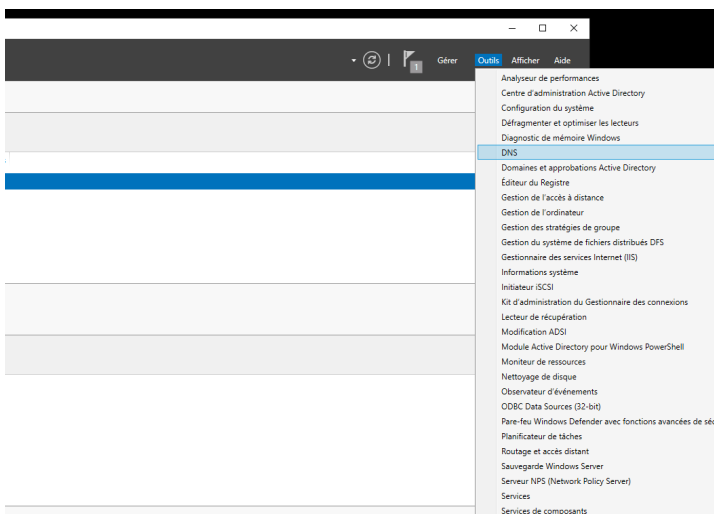 1 Gérer Outils Afficher Aide
Analyseur de performances
Centre d'administration Active Directory
Configuration du système
Défragmenter et optimiser les lecteurs
Diagnostic de mémoire Windows
DNS
Domaines et approbations Active Directory
Éditeur du Registre
Gestion de l'accès à distance
Gestion de l'ordinateur
Gestion des stratégies de groupe
Gestion du système de fichiers distribués DFS
Gestionnaire des services Internet (IIS)
Informations système
Initiateur iSCSI
Kit d'administration du Gestionnaire des connexions
Lecteur de récupération
Modification ADSI
Module Active Directory pour Windows PowerShell
Moniteur de ressources
Nettoyage de disque
Observateur d'événements
ODBC Data Sources (32-bit)
Pare-feu Windows Defender avec fonctions avancées de séc
Planificateur de tâches
Routage et accès distant
Sauvegarde Windows Server
Serveur NPS (Network Policy Server)
Services
Services de composants